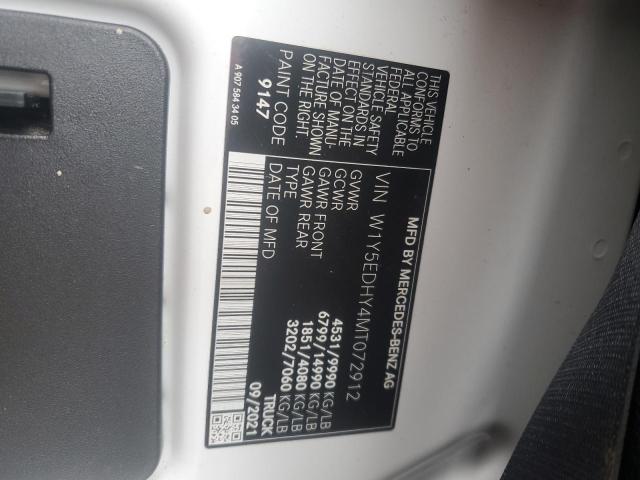 MFD BY MERCEDES-BENZ AG
VIN W1Y5EDHY4MT072912
GVWR 4531/9990 KG/LB
GCWR 6799/14990 KG/LB
GAWR FRONT 1851/4080 KG/LB
GAWR REAR 3202/7060 KG/LB
TYPE TRUCK
DATE OF MFD 09/2021
THIS VEHICLE
CONFORMS TO
ALL APPLICABLE
FEDERAL
VEHICLE SAFETY
STANDARDS IN
EFFECT ON THE
DATE OF MANU-
FACTURE SHOWN
ON THE RIGHT.
PAINT CODE
9147
A 907 584 34 05